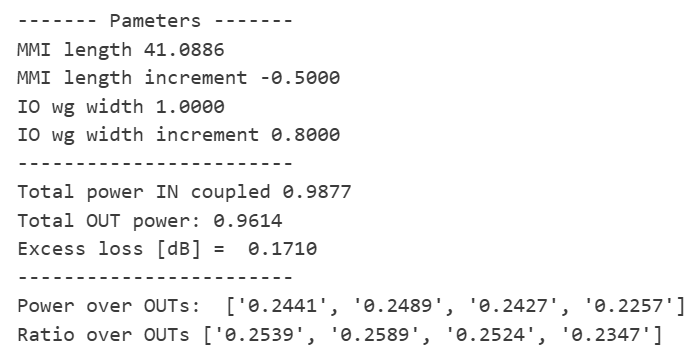 ------- Pameters -------
MMI length 41.0886
MMI length increment -0.5000
IO wg width 1.0000
IO wg width increment 0.8000
------------------------
Total power IN coupled 0.9877
Total OUT power: 0.9614
Excess loss [dB] =  0.1710
------------------------
Power over OUTs:  ['0.2441', '0.2489', '0.2427', '0.2257']
Ratio over OUTs ['0.2539', '0.2589', '0.2524', '0.2347']